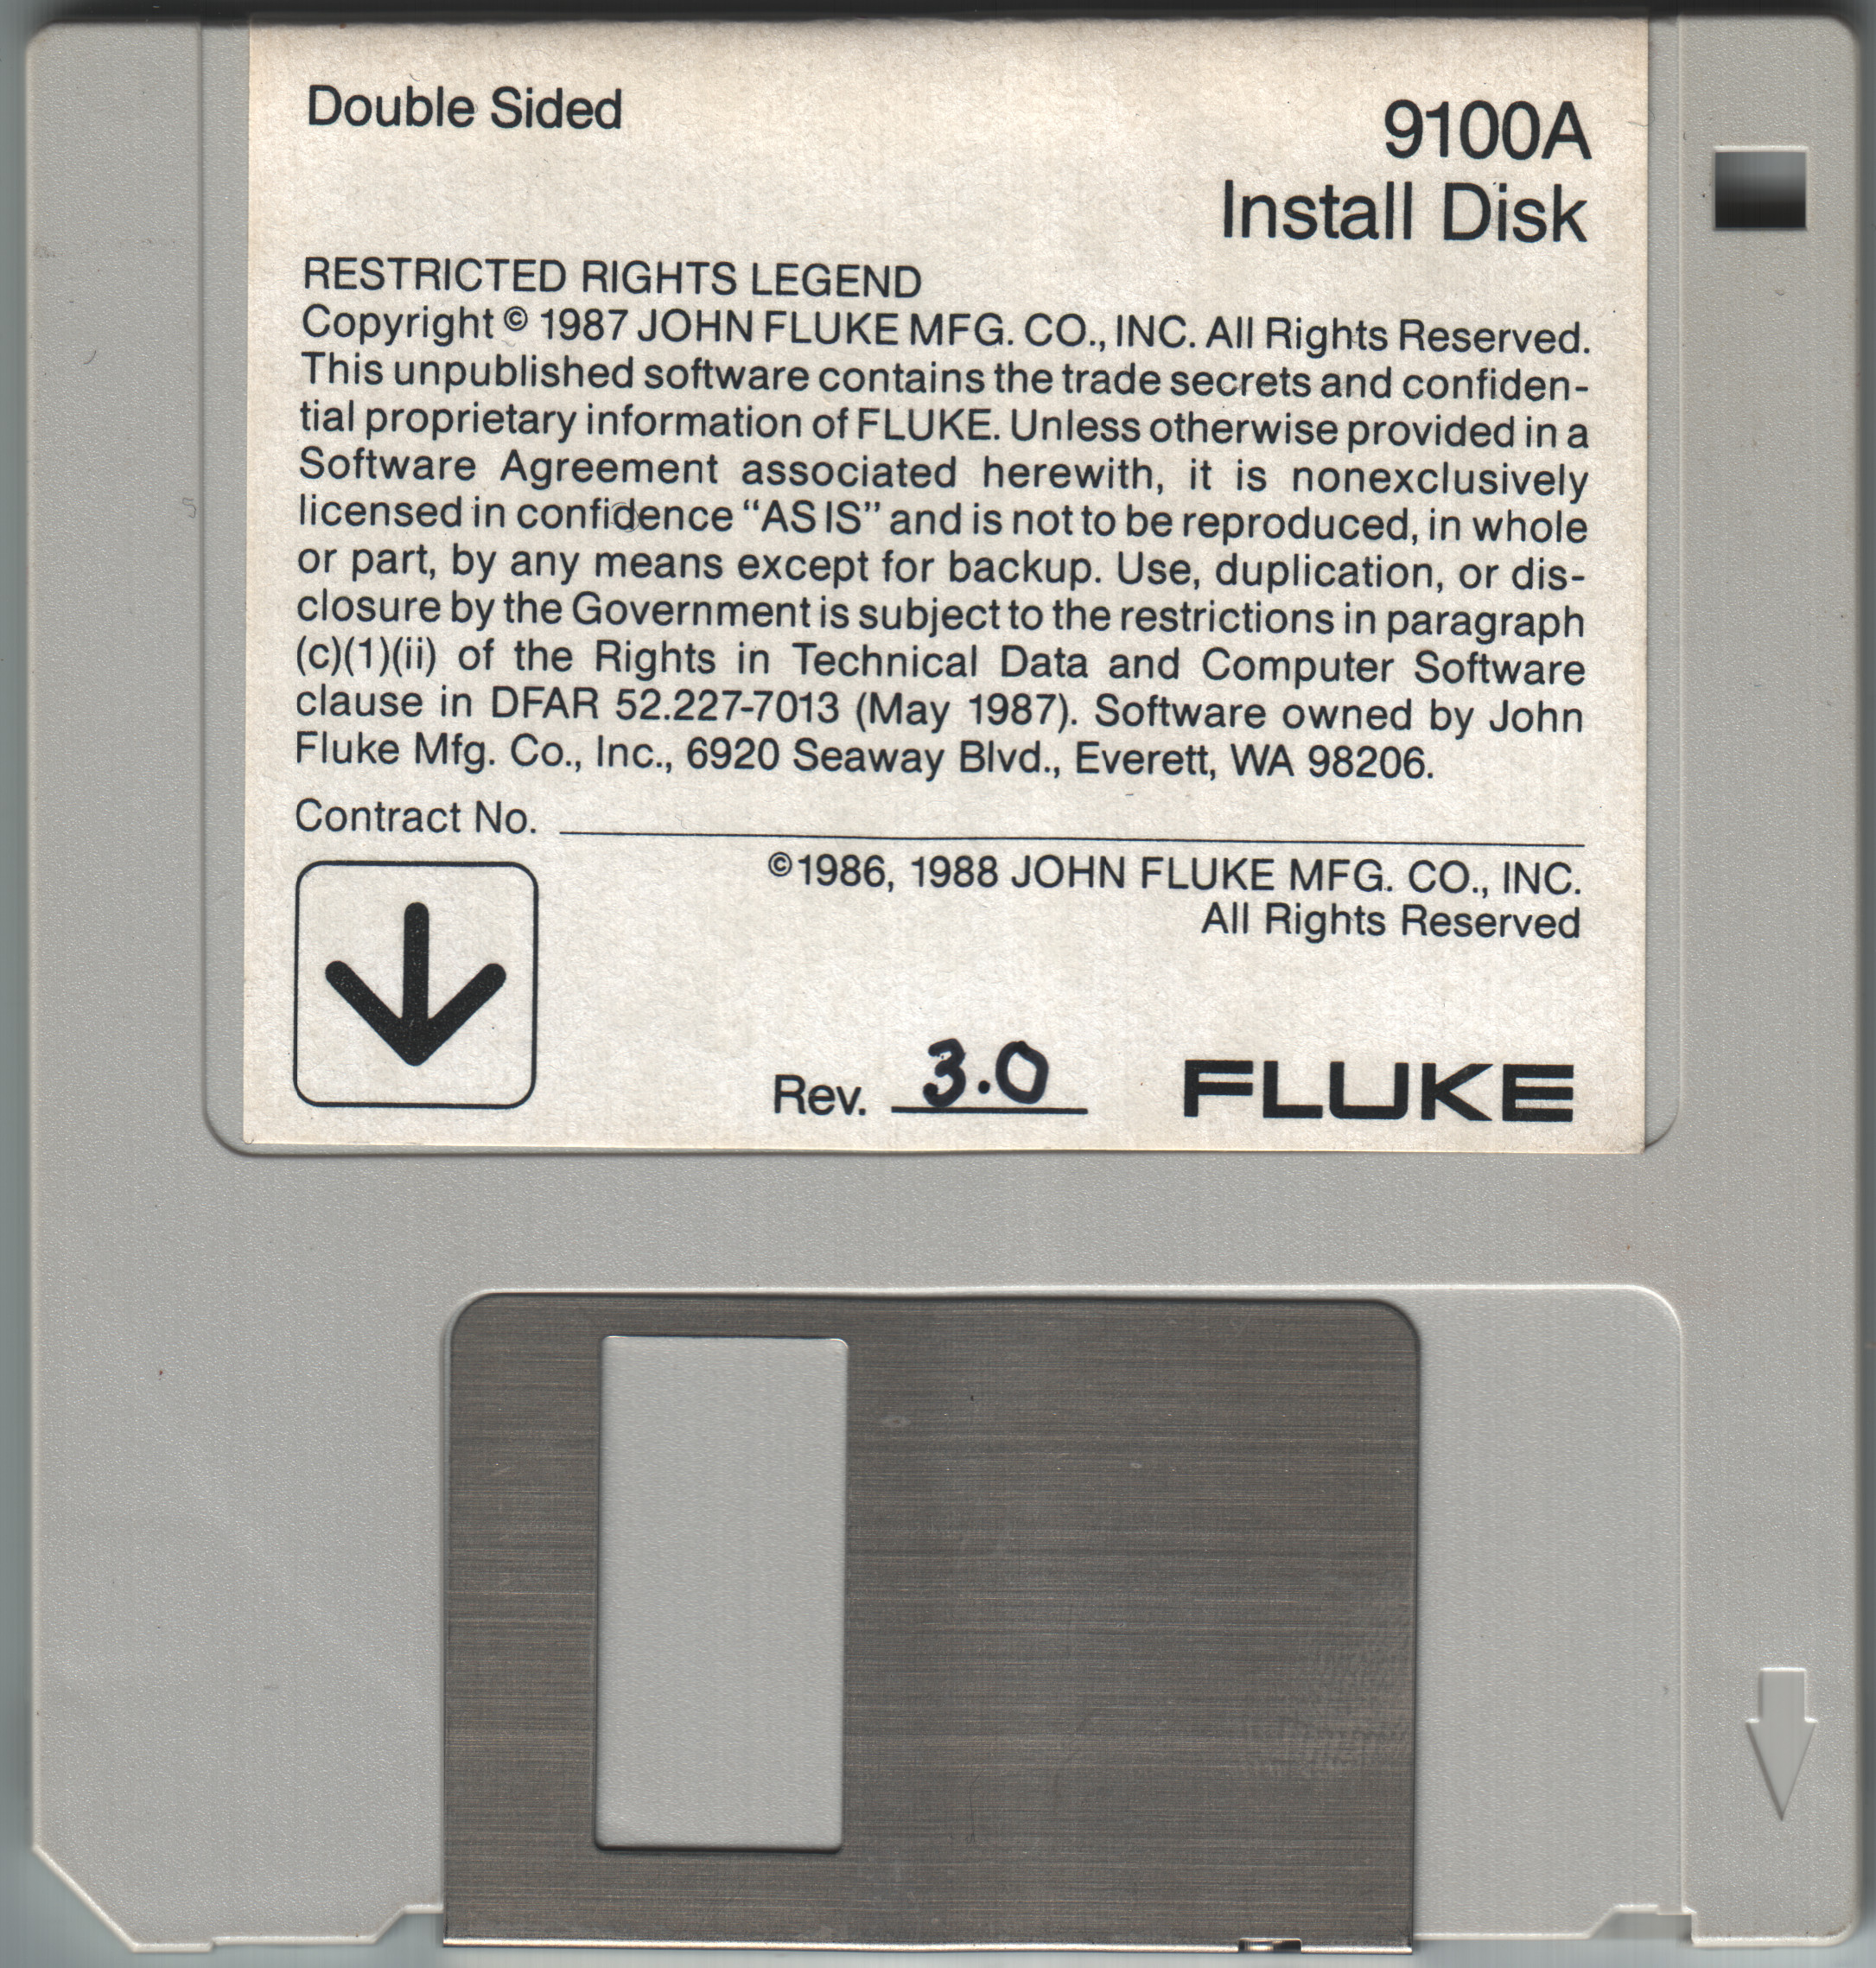 Double Sided
9100A
Install Disk
RESTRICTED RIGHTS LEGEND
Copyright © 1987 JOHN FLUKE MFG. CO., INC. All Rights Reserved.
This unpublished software contains the trade secrets and confiden-
tial proprietary information of FLUKE. Unless otherwise provided in a
Software Agreement associated herewith, it is nonexclusively
licensed in confidence “AS IS” and is not to be reproduced, in whole
or part, by any means except for backup. Use, duplication, or dis-
closure by the Government is subject to the restrictions in paragraph
(c)(1)(ii) of the Rights in Technical Data and Computer Software
clause in DFAR 52.227-7013 (May 1987). Software owned by John
Fluke Mfg. Co., Inc., 6920 Seaway Blvd., Everett, WA 98206.
Contract No.
©1986, 1988 JOHN FLUKE MFG. CO., INC.
All Rights Reserved
Rev. 3.0
FLUKE